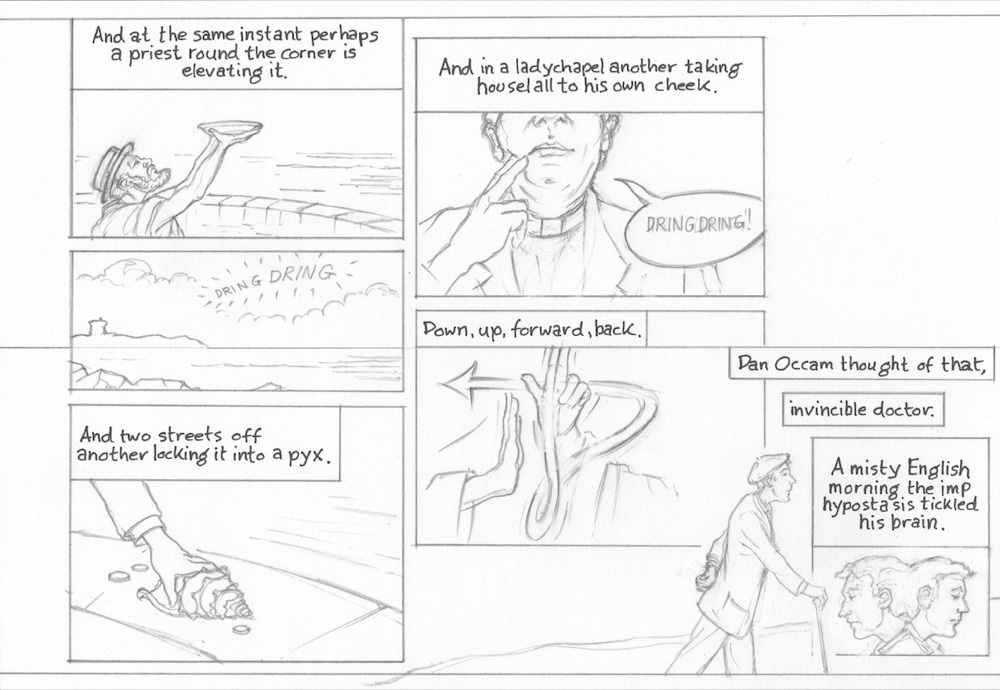 And at the same instant perhaps
a priest round the corner is
elevating it.
DRING DRING
And two streets off
another locking it into a pyx.
And in a ladychapel another taking
housel all to his own cheek.
DRING DRING!
Down, up, forward, back.
Dan Occam thought of that,
invincible doctor.
A misty English
morning the imp
hypostasis tickled
his brain.